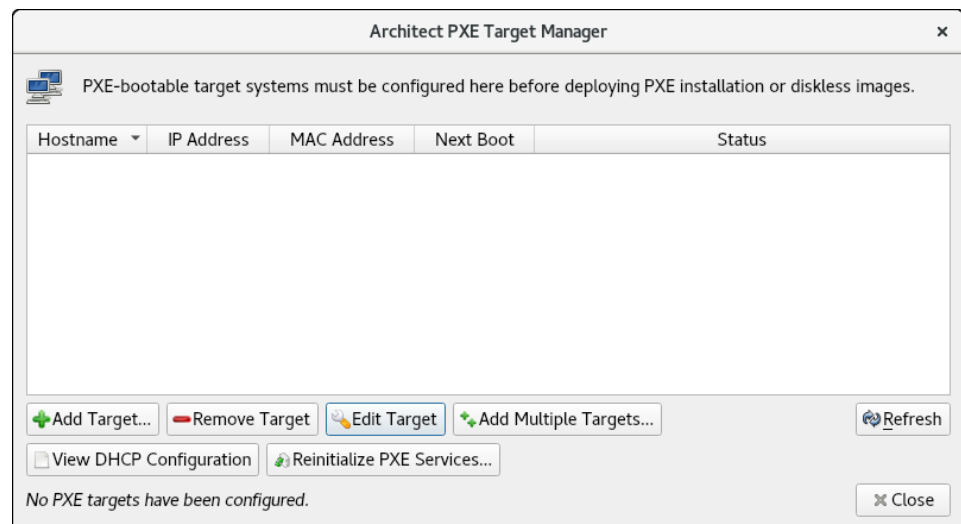 Architect PXE Target Manager
PXE-bootable target systems must be configured here before deploying PXE installation or diskless images.
Hostname IP Address MAC Address Next Boot Status
Add Target... Remove Target Edit Target Add Multiple Targets... Refresh
View DHCP Configuration Reinitialize PXE Services...
No PXE targets have been configured. Close